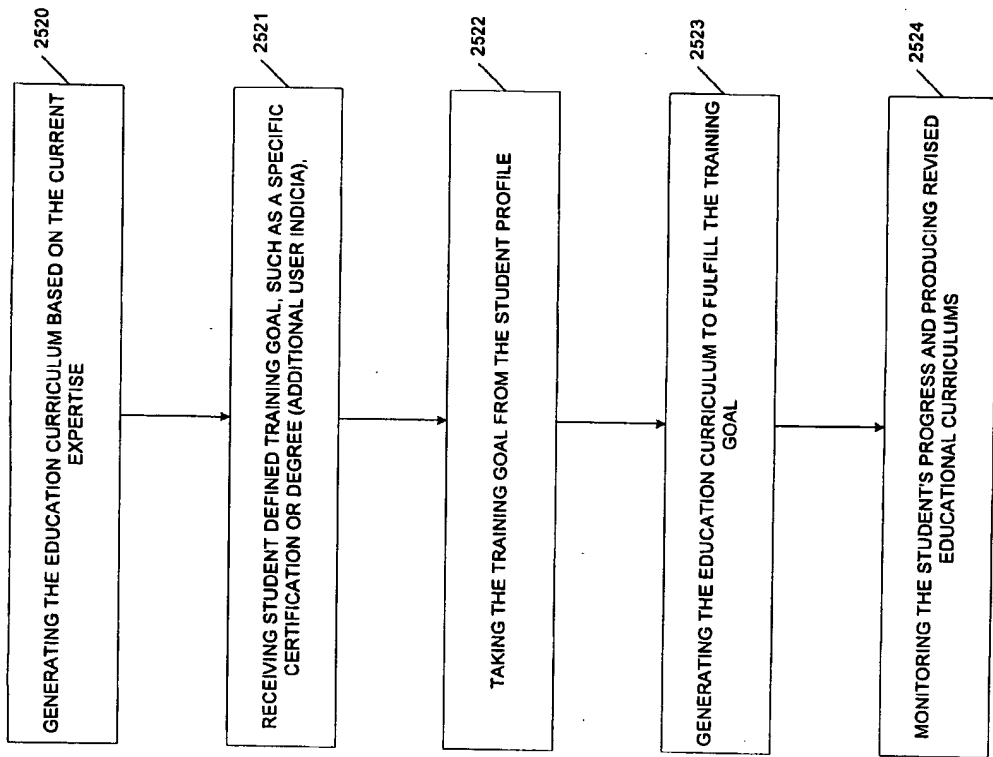 2520
GENERATING THE EDUCATION CURRICULUM BASED ON THE CURRENT
EXPERTISE
2521
RECEIVING STUDENT DEFINED TRAINING GOAL, SUCH AS A SPECIFIC
CERTIFICATION OR DEGREE (ADDITIONAL USER INDICIA),
2522
TAKING THE TRAINING GOAL FROM THE STUDENT PROFILE
2523
GENERATING THE EDUCATION CURRICULUM TO FULFILL THE TRAINING
GOAL
2524
MONITORING THE STUDENT'S PROGRESS AND PRODUCING REVISED
EDUCATIONAL CURRICULUMS